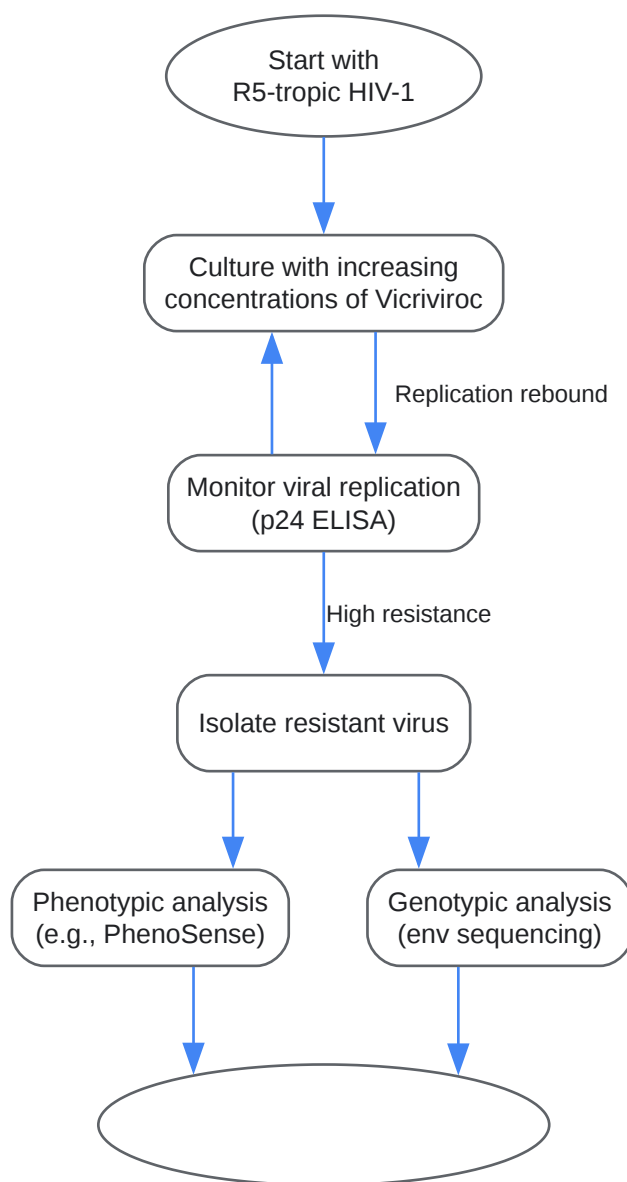 Start with
R5-tropic HIV-1
Culture with increasing
concentrations of Vicriviroc
Replication rebound
Monitor viral replication
(p24 ELISA)
High resistance
Isolate resistant virus
Phenotypic analysis
(e.g., PhenoSense)
Genotypic analysis
(env sequencing)